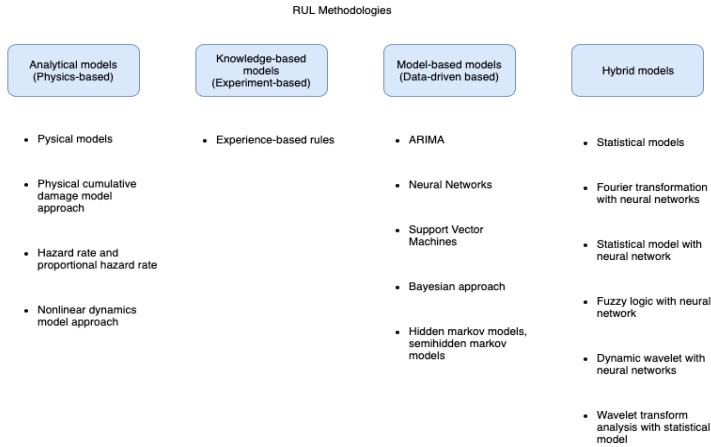 RUL Methodologies
Analytical models
(Physics-based)
Knowledge-based
models
(Experiment-based)
Model-based models
(Data-driven based)
Hybrid models
• Pysical models
• Physical cumulative
damage model
approach
• Hazard rate and
proportional hazard rate
• Nonlinear dynamics
model approach
• Experience-based rules
• ARIMA
• Neural Networks
• Support Vector
Machines
• Bayesian approach
• Hidden markov models,
semihidden markov
models
• Statistical models
• Fourier transformation
with neural networks
• Statistical model with
neural network
• Fuzzy logic with neural
network
• Dynamic wavelet with
neural networks
• Wavelet transform
analysis with statistical
model